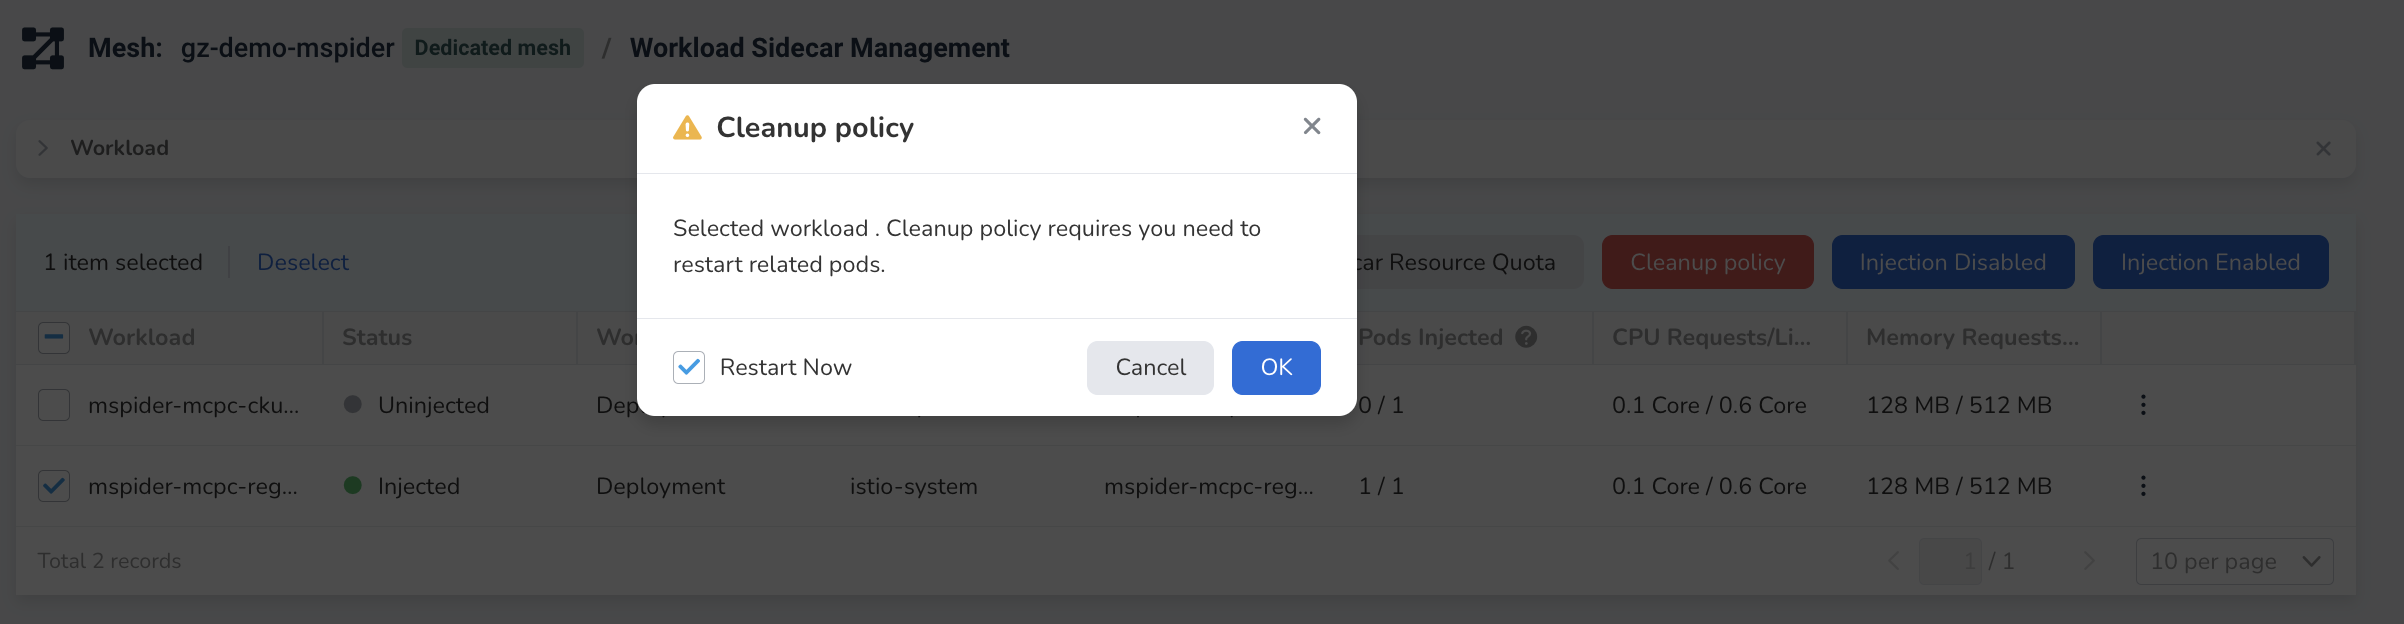 Mesh: gz-demo-mspider Dedicated mesh / Workload Sidecar Management
Workload
Cleanup policy
Selected workload . Cleanup policy requires you need to
restart related pods.
Restart Now Cancel OK
1 item selected Deselect Resource Quota Cleanup policy Injection Disabled Injection Enabled
Workload Status Pods Injected CPU Requests/Li... Memory Requests...
mspider-mcpc-cku... Uninjected 0 / 1 0.1 Core / 0.6 Core 128 MB / 512 MB
mspider-mcpc-reg... Injected Deployment istio-system mspider-mcpc-reg... 1 / 1 0.1 Core / 0.6 Core 128 MB / 512 MB
Total 2 records 1 / 1 10 per page